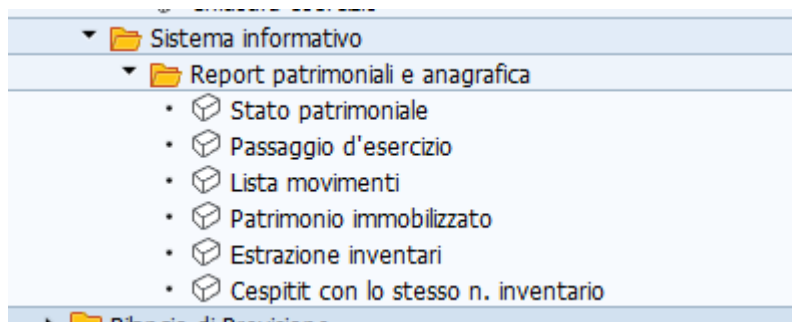 Sistema informativo
Report patrimoniali e anagrafica
Stato patrimoniale
Passaggio d'esercizio
Lista movimenti
Patrimonio immobilizzato
Estrazione inventari
Cespitit con lo stesso n. inventario